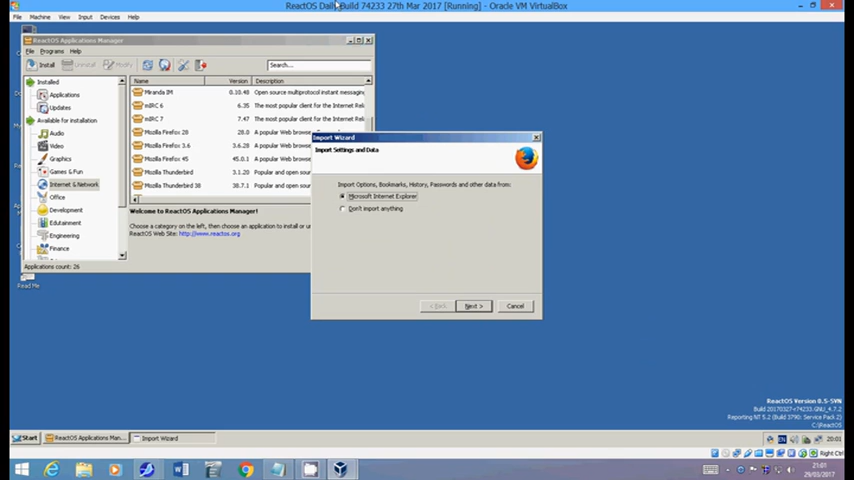 ReactOS Daily Build 74233 27th Mar 2017 [Running] - Oracle VM VirtualBox
File Machine View Input Devices Help
ReactOS Applications Manager
File Programs Help
Install Uninstall Modify Search...
Installed
Applications
Updates
Available for installation
Audio
Video
Graphics
Games & Fun
Internet & Network
Office
Development
Edutainment
Engineering
Finance
Name Version Description
Miranda IM 0.10.48 Open source multiprotocol instant messaging
mIRC 6 6.35 The most popular client for the Internet Rela
mIRC 7 7.47 The most popular client for the Internet Rela
Mozilla Firefox 28 28.0 A popular Web browser
Mozilla Firefox 3.6 3.6.28 A popular Web browser
Mozilla Firefox 45 45.0.1 A popular Web browser
Mozilla Thunderbird Popular and open sour
Mozilla Thunderbird 38 38.7.1 Popular and open sour
Welcome to ReactOS Applications Manager!
Choose a category on the left, then choose an application to install or un
ReactOS Web Site: http://www.reactos.org
Applications count: 26
Read Me
Import Wizard
Import Settings and Data
Import Options, Bookmarks, History, Passwords and other data from:
Microsoft Internet Explorer
Don't import anything
< Back Next > Cancel
ReactOS Version 0.5-SVN
Build 20170327-r74233.GNU_4.7.2
Reporting NT 5.2 (Build 3790: Service Pack 2)
C:\ReactOS
Start ReactOS Applications Man... Import Wizard EN 20:01
Right Ctrl
21:01
29/03/2017